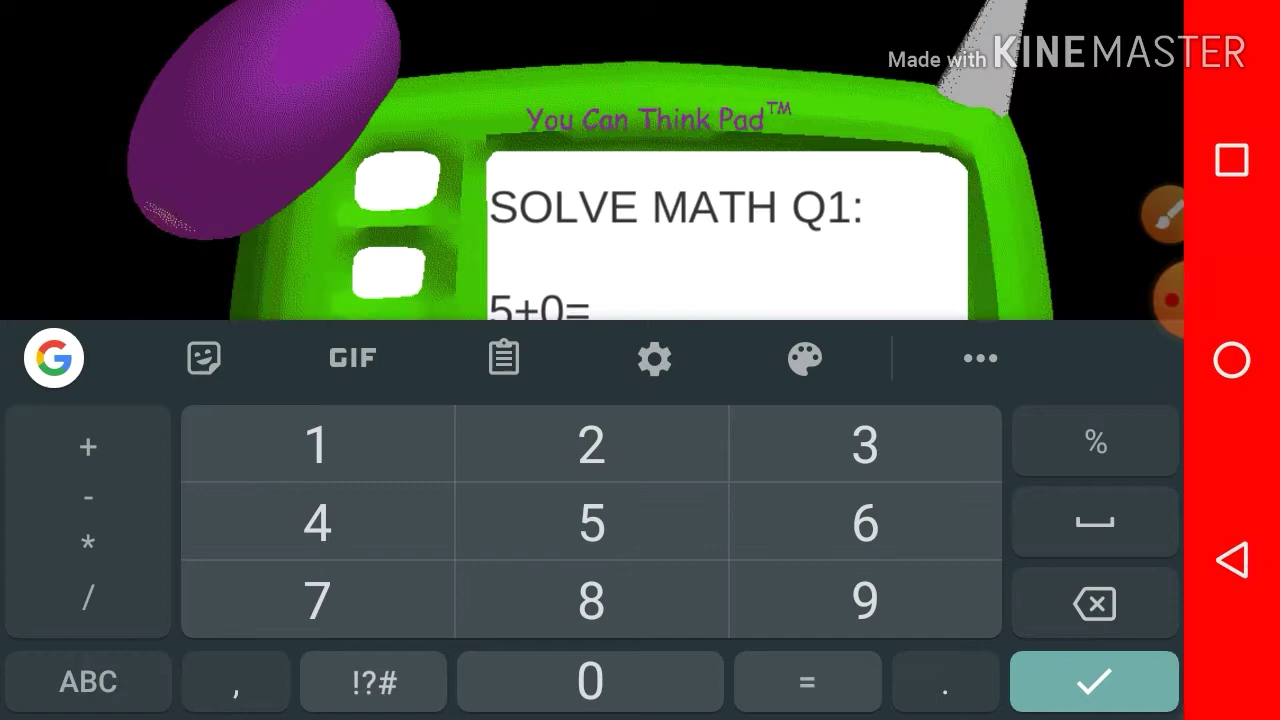 Made with KINEMASTER
You Can Think Pad™
SOLVE MATH Q1:
5+0=
GIF
+ 1 2 3 %
-
* 4 5 6
/ 7 8 9
ABC , !?# 0 = .